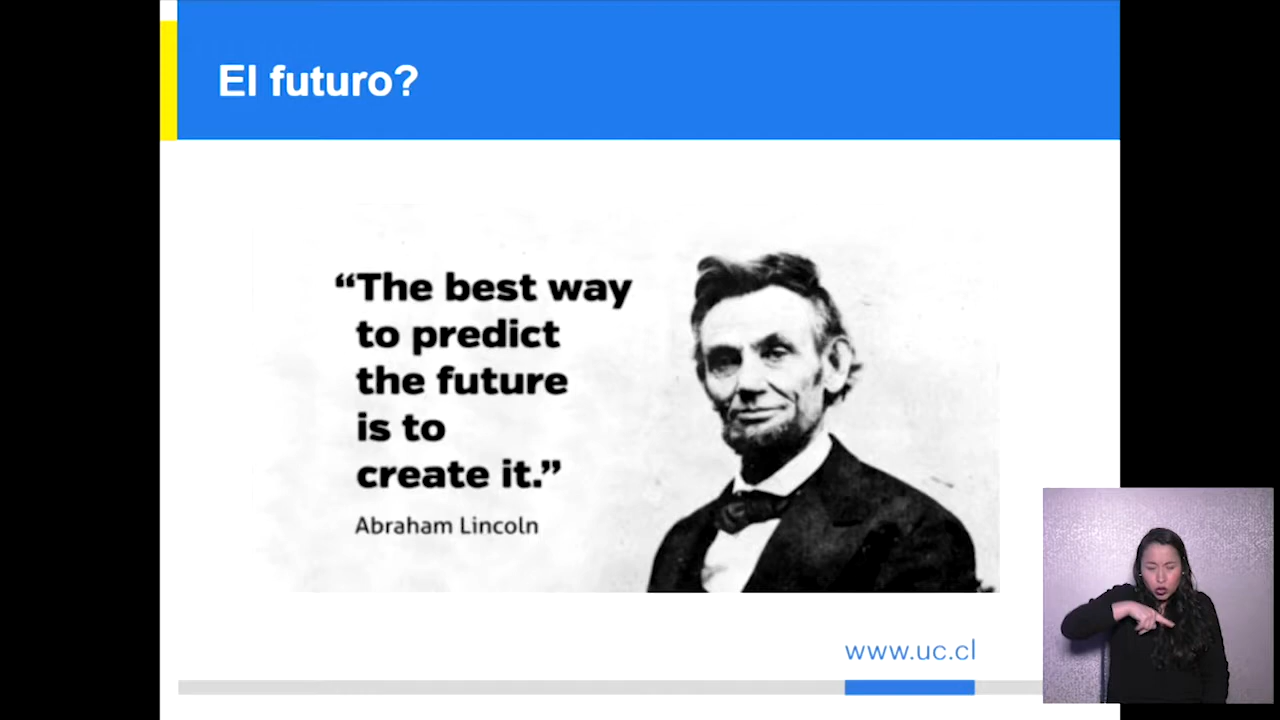 El futuro?
“The best way
to predict
the future
is to
create it.”
Abraham Lincoln
www.uc.cl